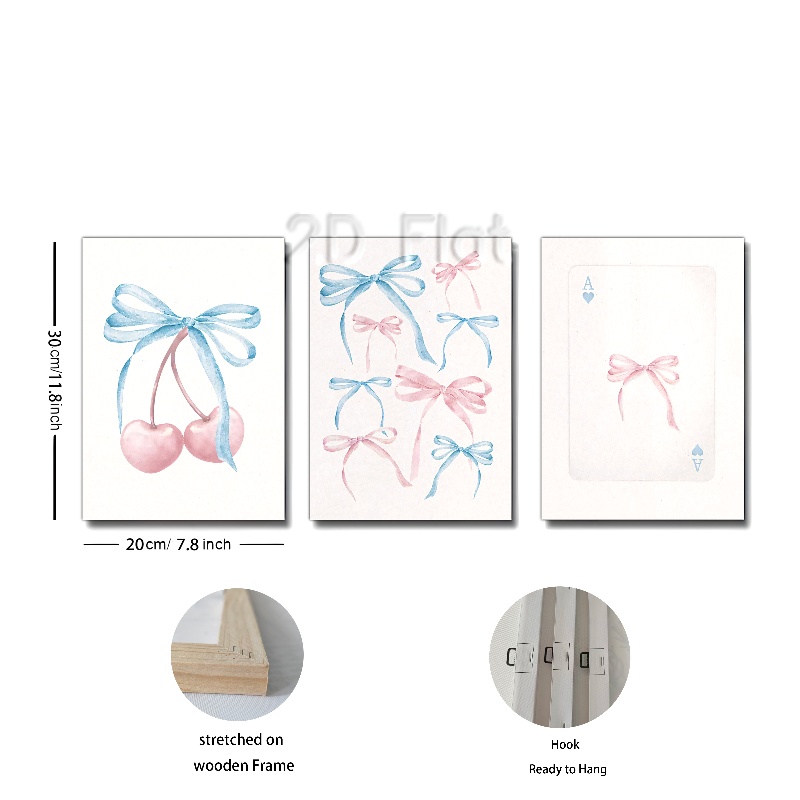 2D Flat
A
30cm/11.8inch
A
20cm/ 7.8 inch
stretched on
wooden Frame
Hook
Ready to Hang